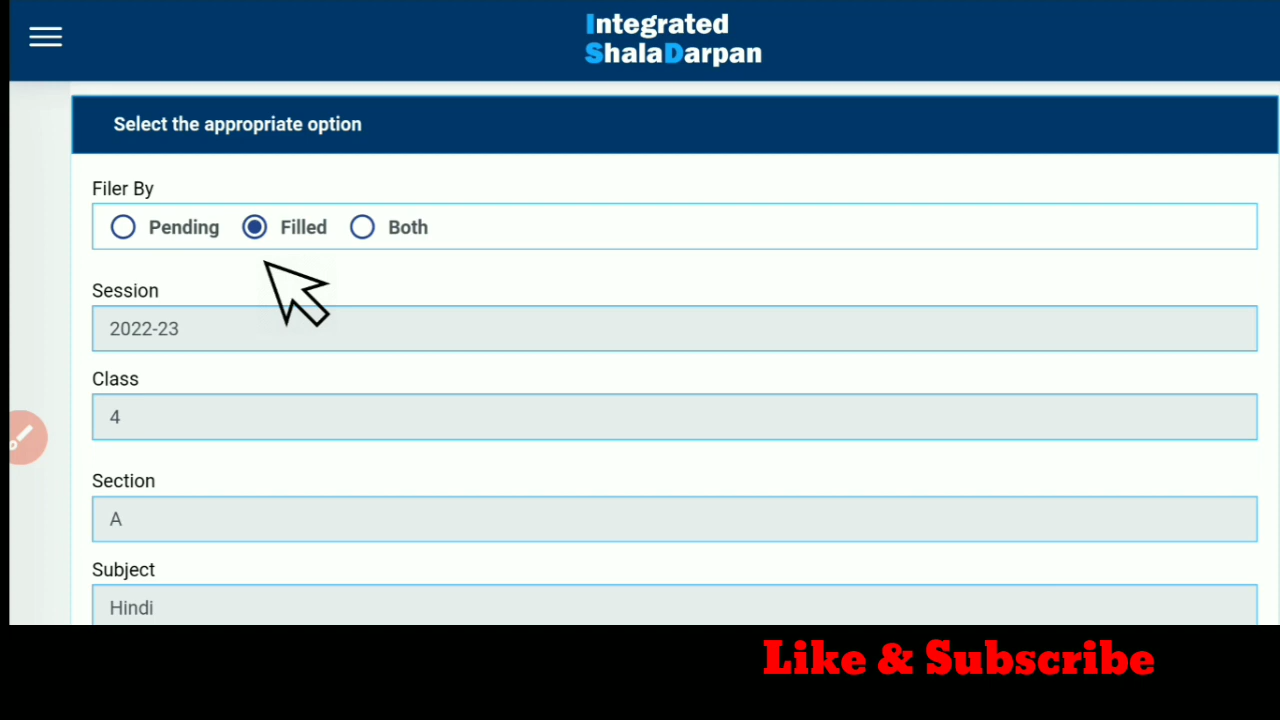 Integrated
ShalaDarpan
Select the appropriate option
Filer By
Pending Filled Both
Session
2022-23
Class
4
Section
A
Subject
Hindi
Like & Subscribe